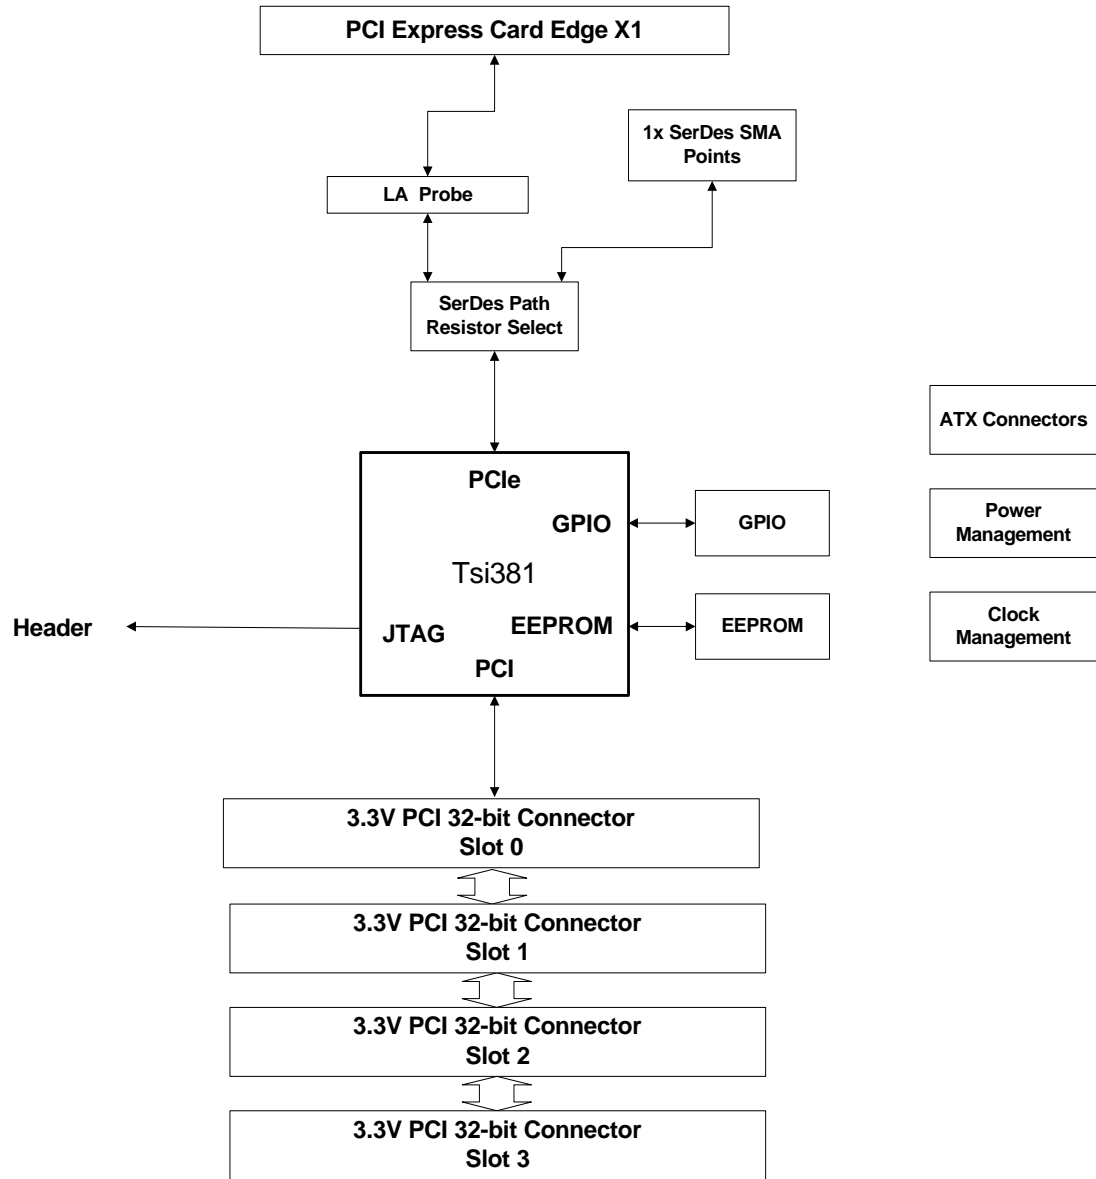 PCI Express Card Edge X1
1x SerDes SMA
Points
LA Probe
SerDes Path
Resistor Select
ATX Connectors
PCIe
GPIO
GPIO
Power
Management
Tsi381
Header
JTAG
EEPROM
EEPROM
Clock
Management
PCI
3.3V PCI 32-bit Connector
Slot 0
3.3V PCI 32-bit Connector
Slot 1
3.3V PCI 32-bit Connector
Slot 2
3.3V PCI 32-bit Connector
Slot 3